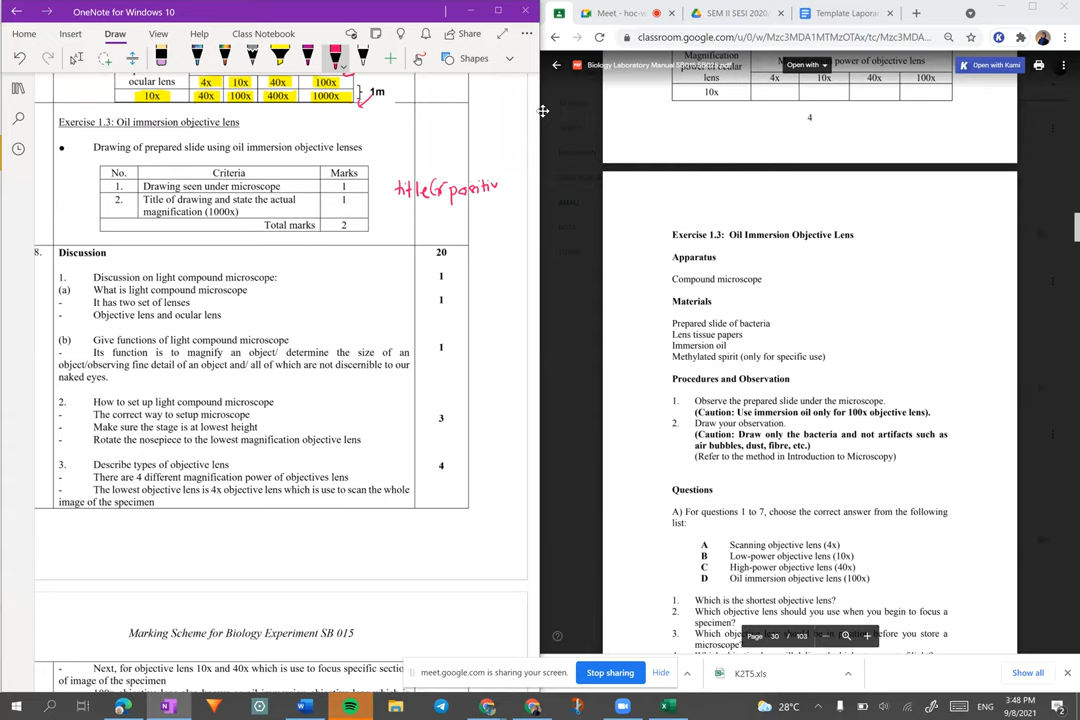 OneNote for Windows 10
Home Insert Draw View Help Class Notebook Share
Shapes
ocular lens 4x 10x 40x 100x
10x 40x 100x 400x 1000x
1m
Exercise 1.3: Oil immersion objective lens
• Drawing of prepared slide using oil immersion objective lenses
No. Criteria Marks
1. Drawing seen under microscope 1
2. Title of drawing and state the actual 1
magnification (1000x)
Total marks 2
8. Discussion 20
1. Discussion on light compound microscope: 1
(a) What is light compound microscope
- It has two set of lenses 1
- Objective lens and ocular lens
(b) Give functions of light compound microscope
- Its function is to magnify an object/ determine the size of an 1
object/observing fine detail of an object and/ all of which are not discernible to our
naked eyes.
2. How to set up light compound microscope
- The correct way to setup microscope 3
- Make sure the stage is at lowest height
- Rotate the nosepiece to the lowest magnification objective lens
3. Describe types of objective lens 4
- There are 4 different magnification power of objectives lens
- The lowest objective lens is 4x objective lens which is use to scan the whole
image of the specimen
Marking Scheme for Biology Experiment SB 015
- Next, for objective lens 10x and 40x which is use to focus specific section
of image of the specimen
Meet - hoc-w
SEM II SESI 2020/
Template Lapora
classroom.google.com/u/0/w/Mzc3MDA1MTMzOTAx/tc/Mzc3MDA
Open with
Open with Kami
lens 4x 10x 40x 100x
10x
4
Exercise 1.3: Oil Immersion Objective Lens
Apparatus
Compound microscope
Materials
Prepared slide of bacteria
Lens tissue papers
Immersion oil
Methylated spirit (only for specific use)
Procedures and Observation
1. Observe the prepared slide under the microscope.
(Caution: Use immersion oil only for 100x objective lens).
2. Draw your observation.
(Caution: Draw only the bacteria and not artifacts such as
air bubbles, dust, fibre, etc.)
(Refer to the method in Introduction to Microscopy)
Questions
A) For questions 1 to 7, choose the correct answer from the following
list:
A Scanning objective lens (4x)
B Low-power objective lens (10x)
C High-power objective lens (40x)
D Oil immersion objective lens (100x)
1. Which is the shortest objective lens?
2. Which objective lens should you use when you begin to focus a
specimen?
3. Which before you store a
microscope?
Page 30 / 103
meet.google.com is sharing your screen. Stop sharing Hide
K2T5.xls
Show all
28°C
ENG
3:48 PM
9/8/2021
2